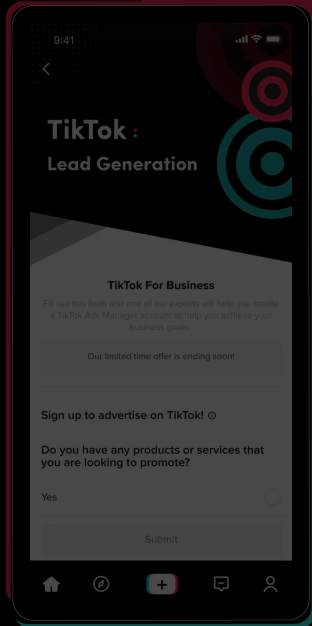 9:41
TikTok:
Lead Generation
TikTok For Business
Fill out this form and one of our experts will help you create
a TikTok Ads Manager account to help you achieve your
business goals.
Our limited time offer is ending soon!
Sign up to advertise on TikTok!
Do you have any products or services that
you are looking to promote?
Yes
Submit